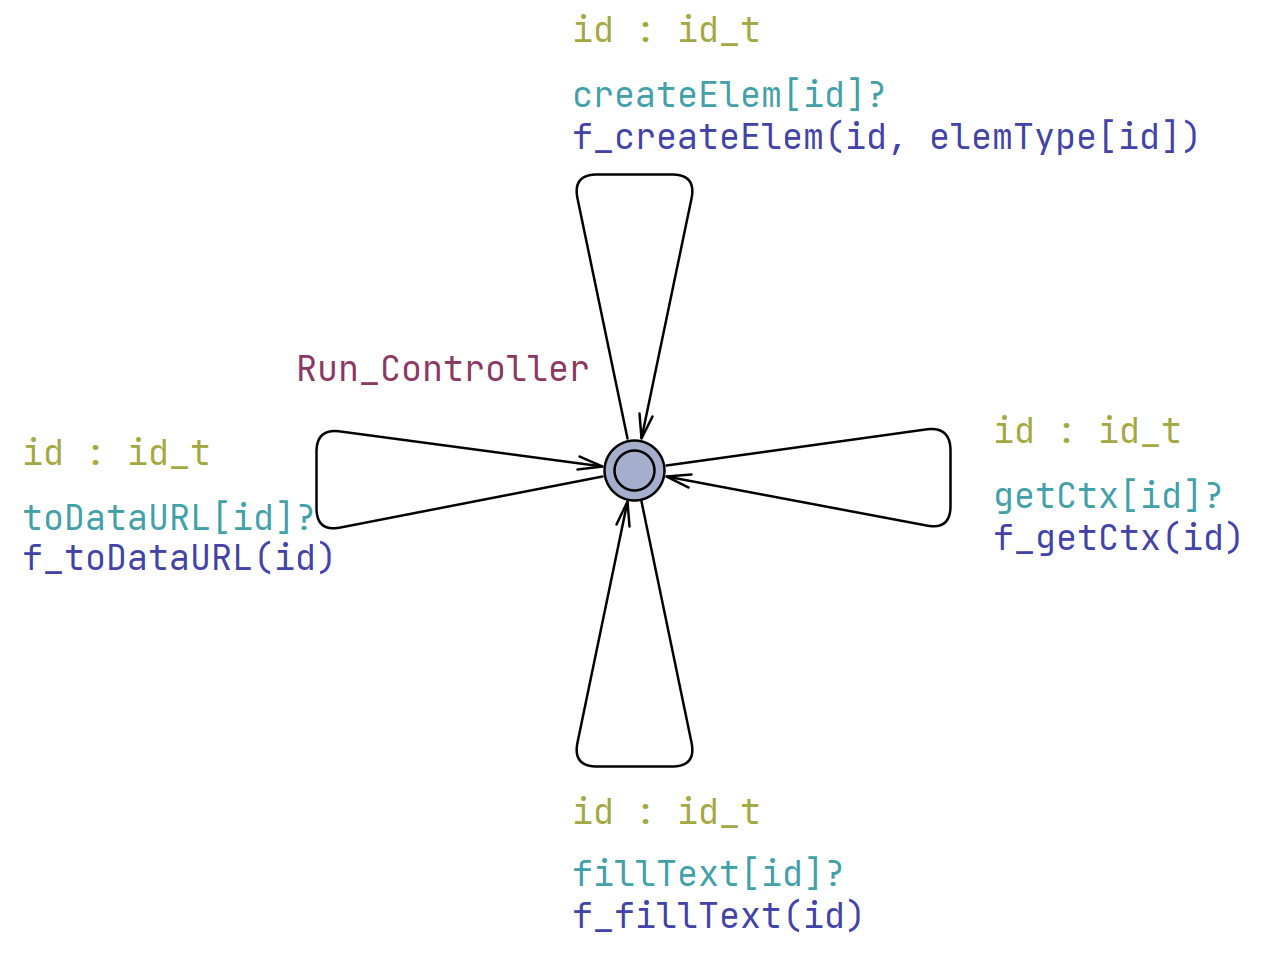 id : id_t
createElem[id]?
f_createElem(id, elemType[id])
Run_Controller
id : id_t
toDataURL[id]?
f_toDataURL(id)
id : id_t
getCtx[id]?
f_getCtx(id)
id : id_t
fillText[id]?
f_fillText(id)